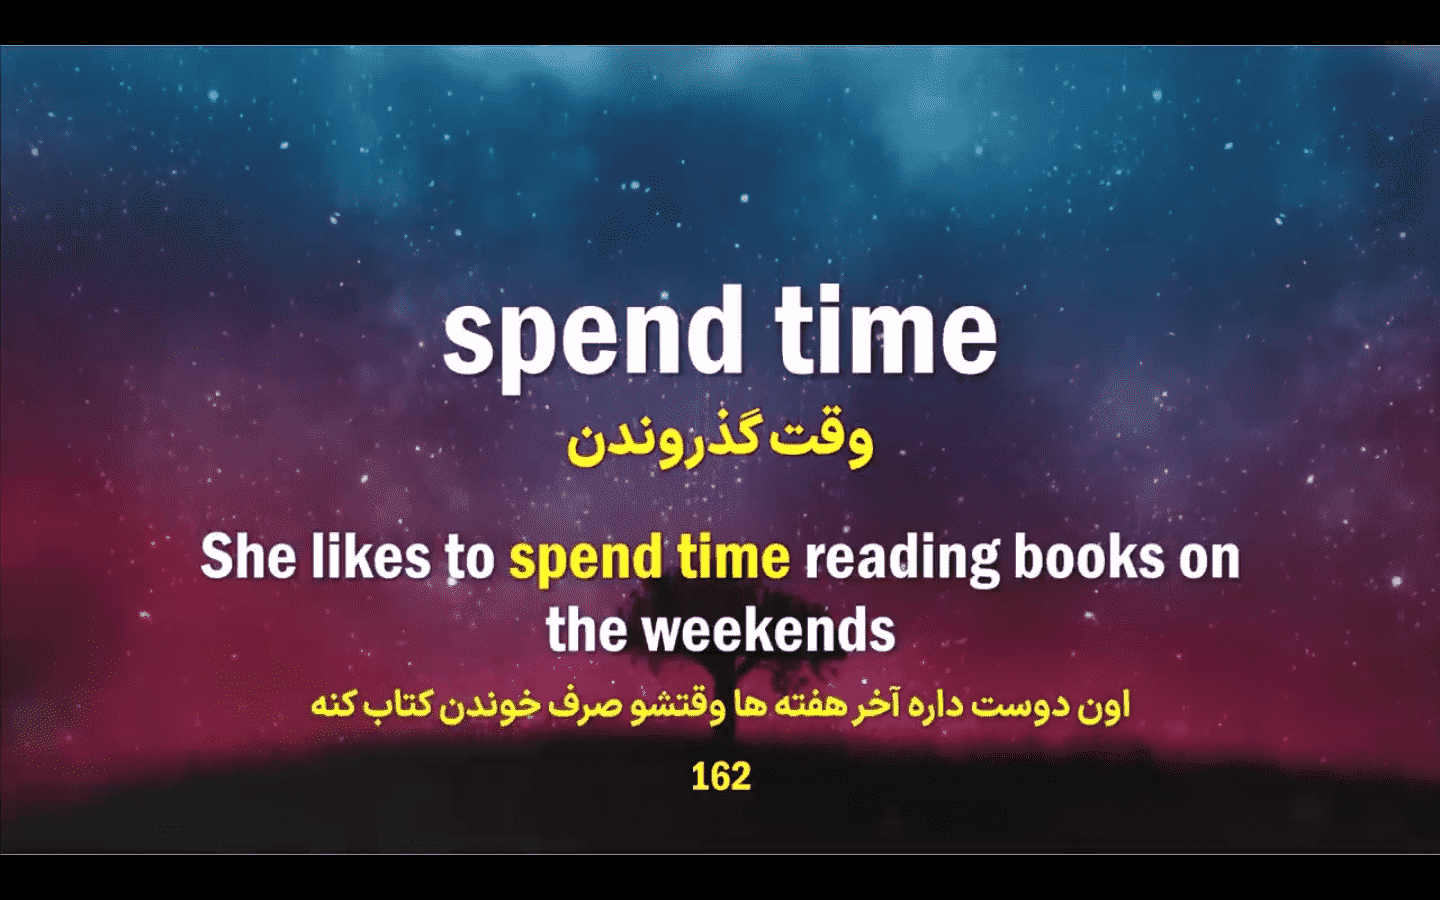 spend time
وقت گذروندن
She likes to spend time reading books on
the weekends
اون دوست داره آخر هفته ها وقتشو صرف خوندن کتاب کنه
162